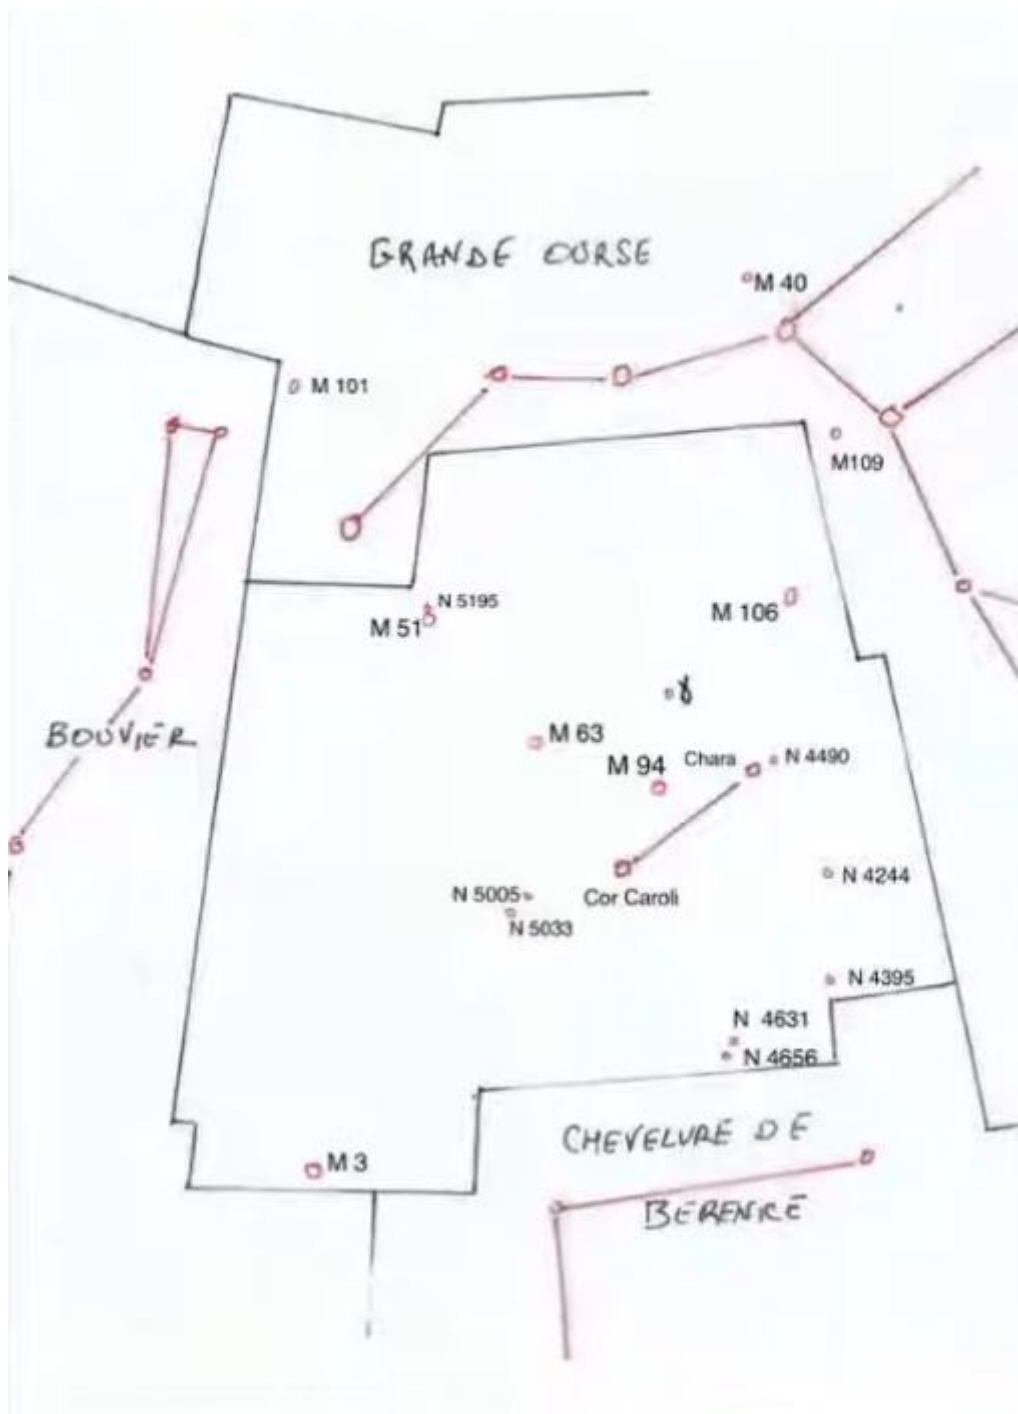 GRANDE OURSE
M 40
M 101
M109
N 5195
M 51
M 106
γ
BOUVIER
M 63
M 94
Chara
N 4490
N 4244
N 5005
Cor Caroli
N 5033
N 4395
N 4631
N 4656
CHEVELURE DE
M 3
BERENICE